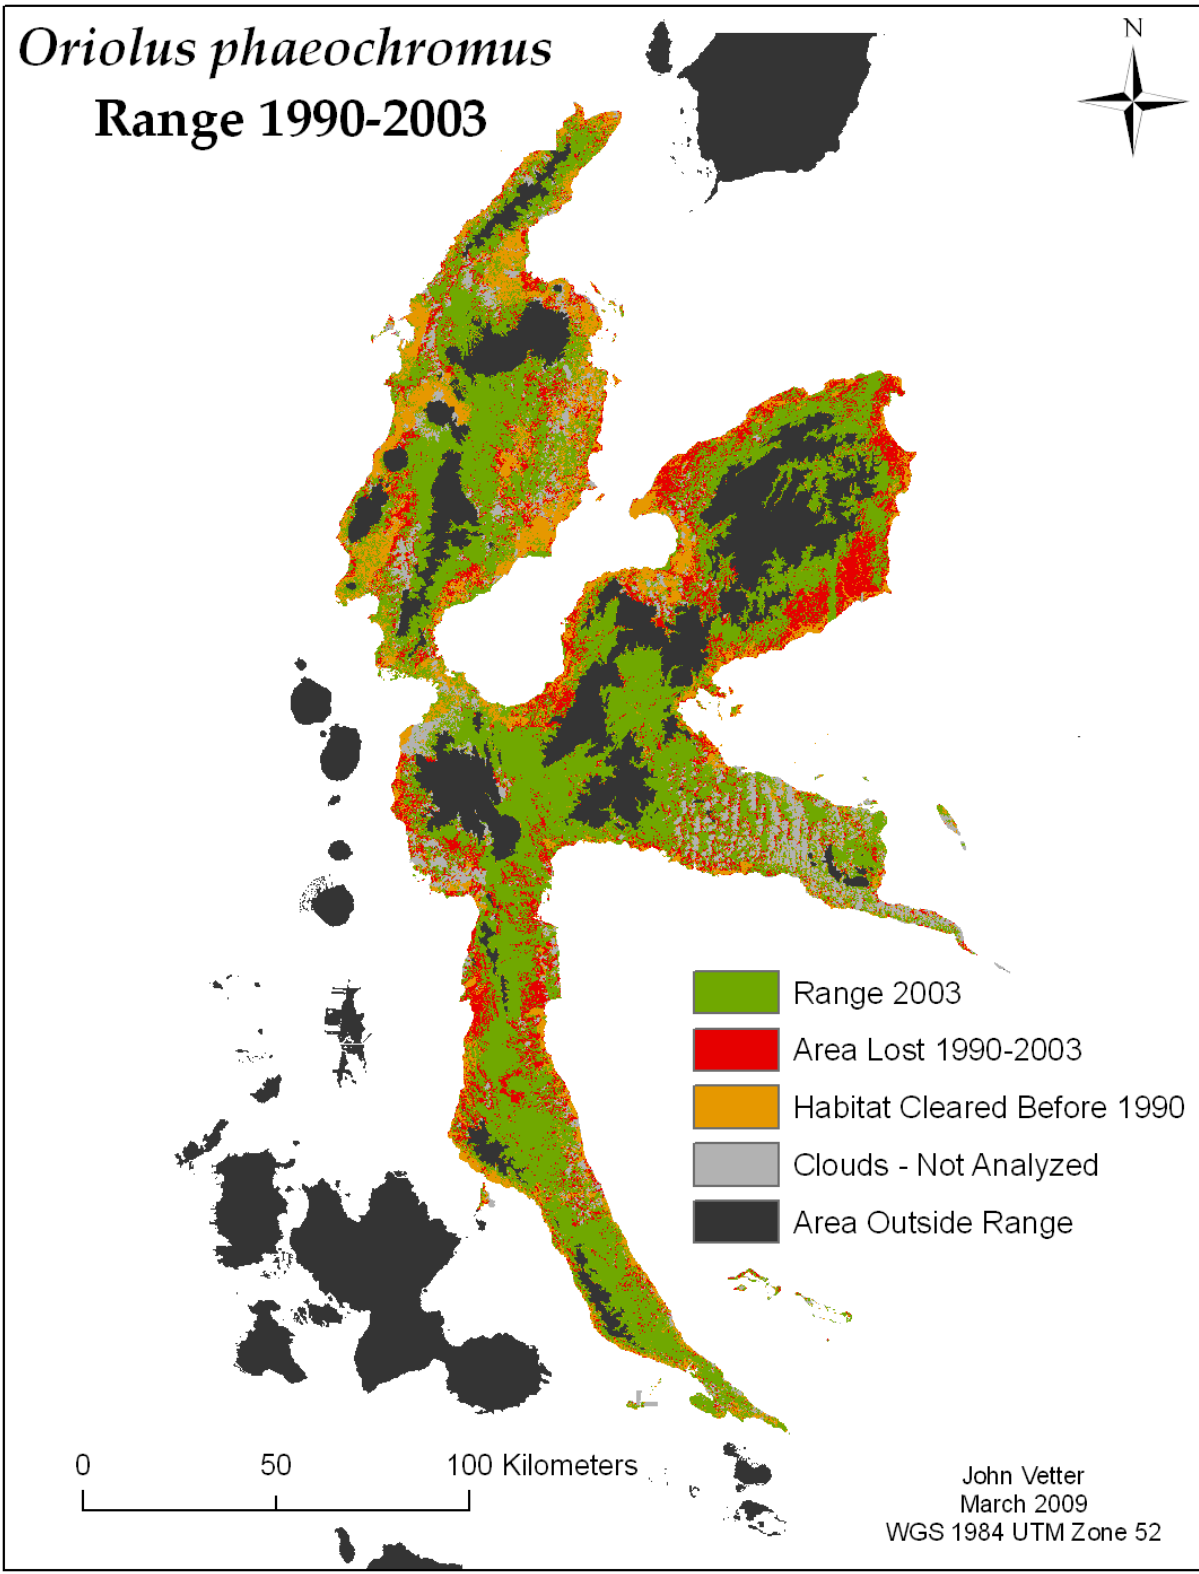 Oriolus phaeochromus
Range 1990-2003
N
Range 2003
Area Lost 1990-2003
Habitat Cleared Before 1990
Clouds - Not Analyzed
Area Outside Range
0 50 100 Kilometers
John Vetter
March 2009
WGS 1984 UTM Zone 52